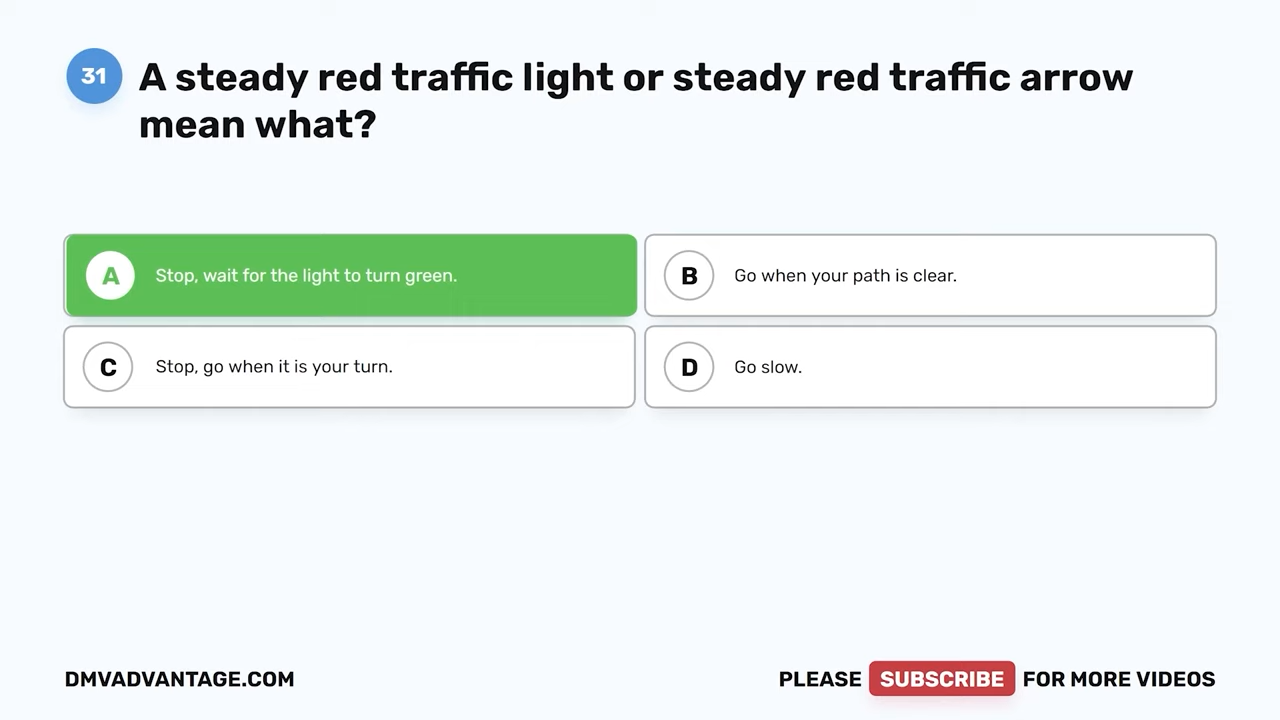 31
A steady red traffic light or steady red traffic arrow
mean what?
A Stop, wait for the light to turn green.
B Go when your path is clear.
C Stop, go when it is your turn.
D Go slow.
DMVADVANTAGE.COM
PLEASE SUBSCRIBE FOR MORE VIDEOS